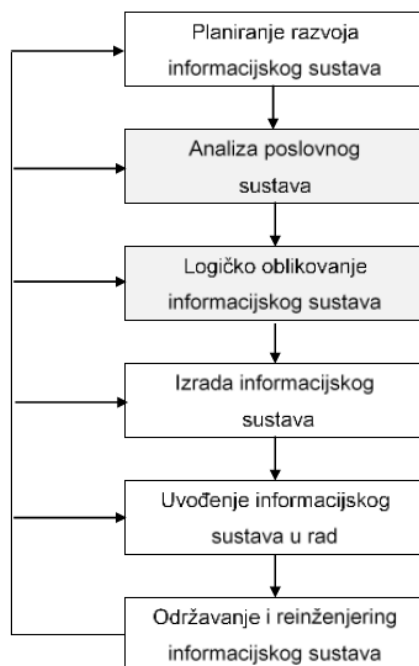 Planiranje razvoja
informacijskog sustava
Analiza poslovnog
sustava
Logičko oblikovanje
informacijskog sustava
Izrada informacijskog
sustava
Uvođenje informacijskog
sustava u rad
Održavanje i reinženjering
informacijskog sustava